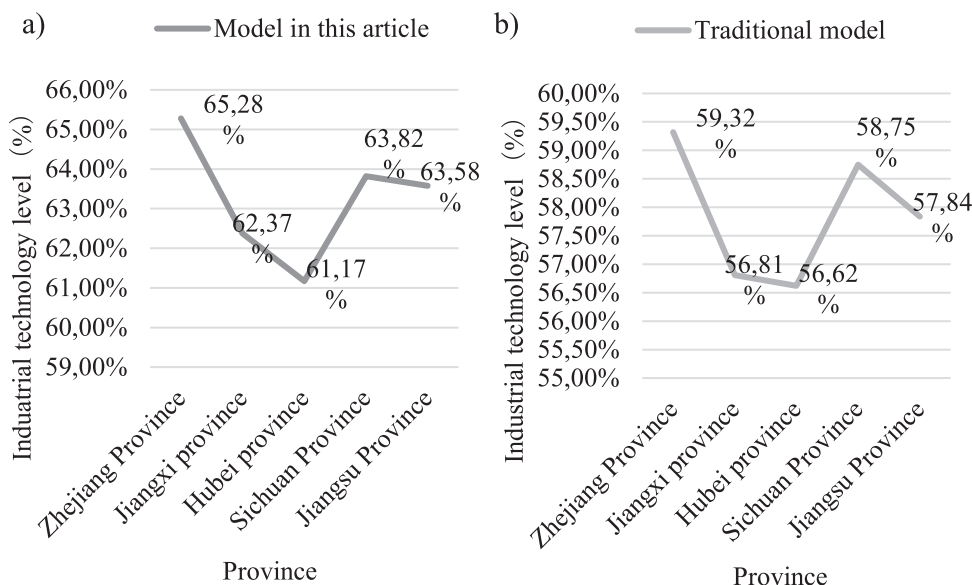 a)
Model in this article
Induatrial technology level (%)
66,00%
65,00%
64,00%
63,00%
62,00%
61,00%
60,00%
59,00%
65,28
%
62,37
%
61,17
%
63,82
%
63,58
%
Zhejiang Province
Jiangxi province
Hubei province
Sichuan Province
Jiangsu Province
Province
b)
Traditional model
Industrial technology level (%)
60,00%
59,50%
59,00%
58,50%
58,00%
57,50%
57,00%
56,50%
56,00%
55,50%
55,00%
59,32
%
56,81
%
56,62
%
58,75
%
57,84
%
Zhejiang Province
Jiangxi province
Hubei province
Sichuan Province
Jiangsu Province
Province